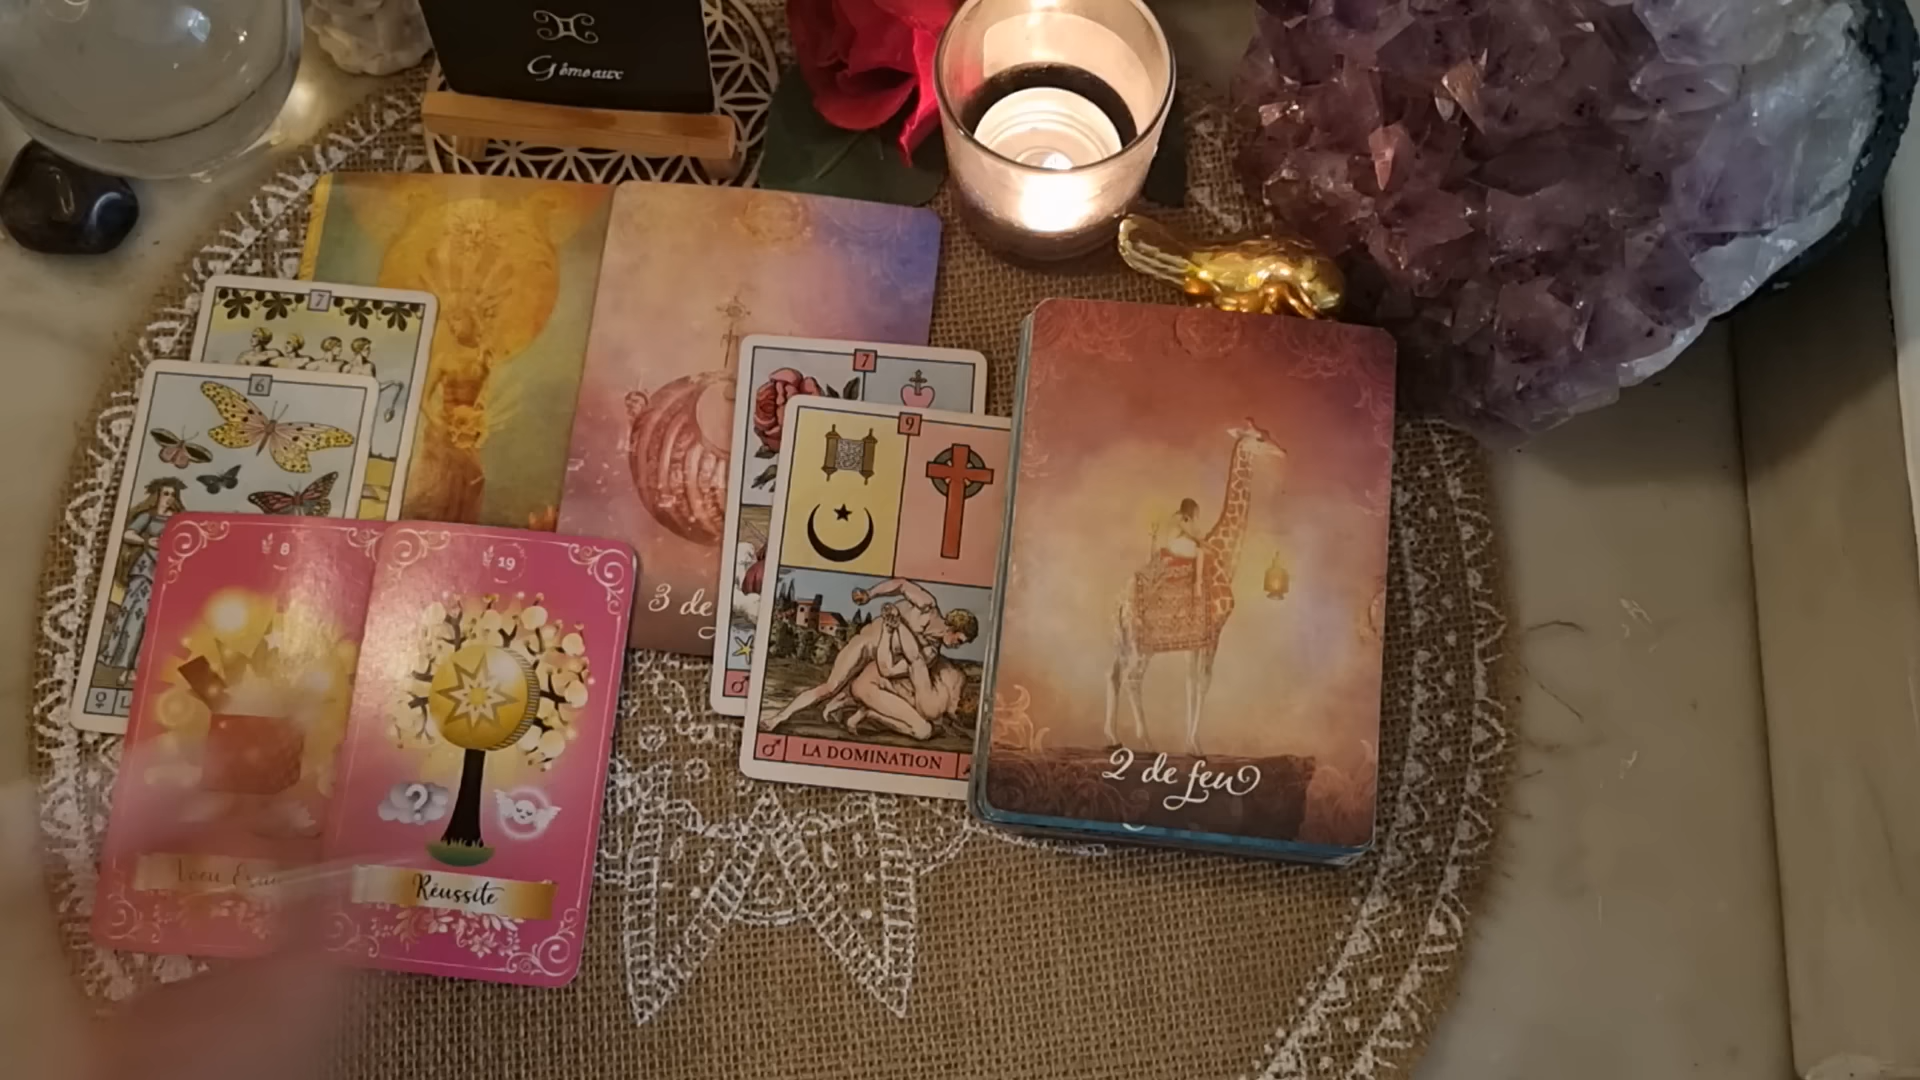 Gémeaux
7
6
7
9
8
19
3 de
LA DOMINATION
2 de feu
Réussite